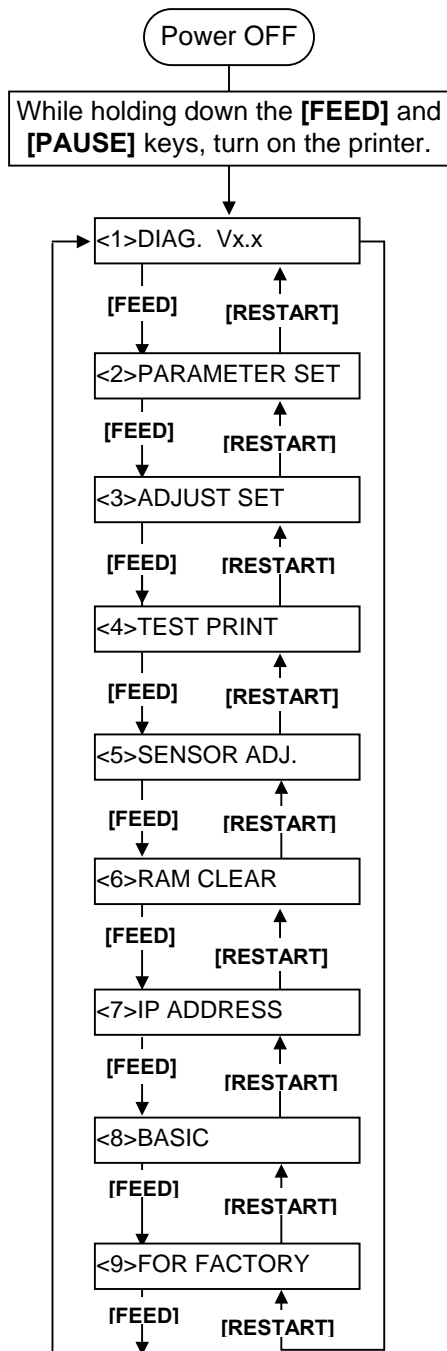 Power OFF
While holding down the [FEED] and
[PAUSE] keys, turn on the printer.
<1>DIAG. Vx.x
[FEED] [RESTART]
<2>PARAMETER SET
[FEED] [RESTART]
<3>ADJUST SET
[FEED] [RESTART]
<4>TEST PRINT
[FEED] [RESTART]
<5>SENSOR ADJ.
[FEED] [RESTART]
<6>RAM CLEAR
[FEED] [RESTART]
<7>IP ADDRESS
[FEED] [RESTART]
<8>BASIC
[FEED] [RESTART]
<9>FOR FACTORY
[FEED] [RESTART]